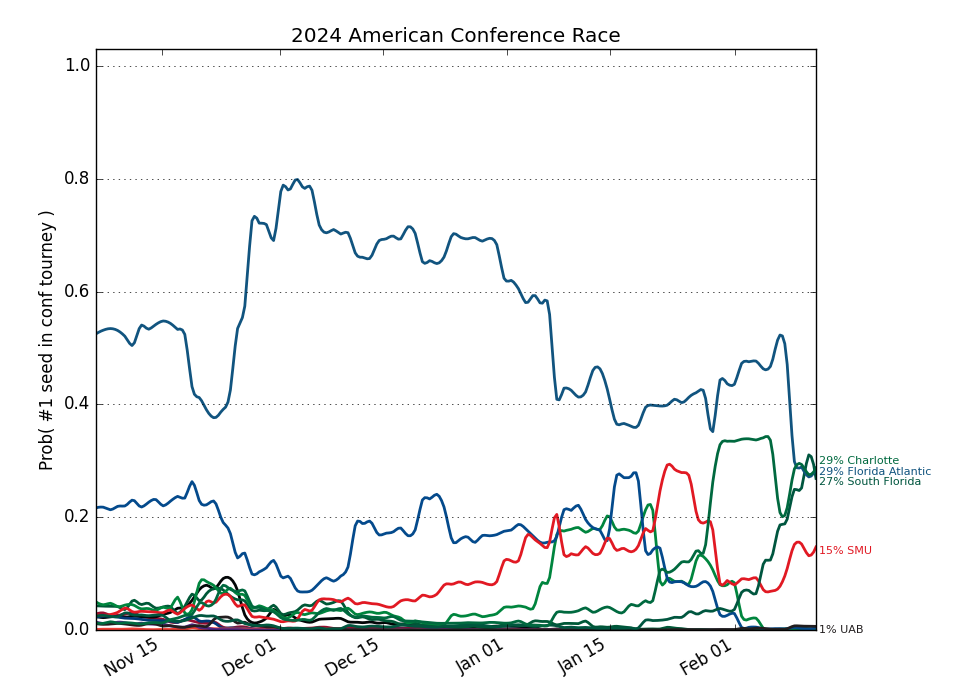 2024 American Conference Race
Prob( #1 seed in conf tourney )
1.0
0.8
0.6
0.4
0.2
0.0
Nov 15
Dec 01
Dec 15
Jan 01
Jan 15
Feb 01
29% Charlotte
29% Florida Atlantic
27% South Florida
15% SMU
1% UAB